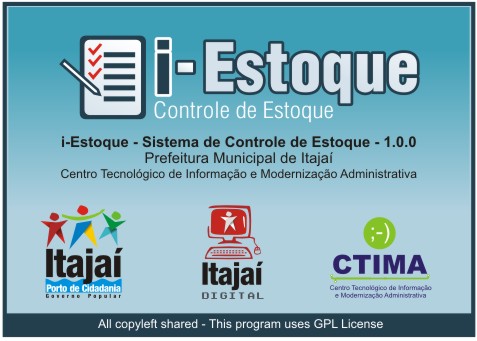 i-Estoque
Controle de Estoque
i-Estoque - Sistema de Controle de Estoque - 1.0.0
Prefeitura Municipal de Itajaí
Centro Tecnológico de Informação e Modernização Administrativa
Itajaí
Porto de Cidadania
Governo Popular
Itajaí
DIGITAL
;-)
CTIMA
Centro Tecnológico de Informação
e Modernização Administrativa
All copyleft shared - This program uses GPL License